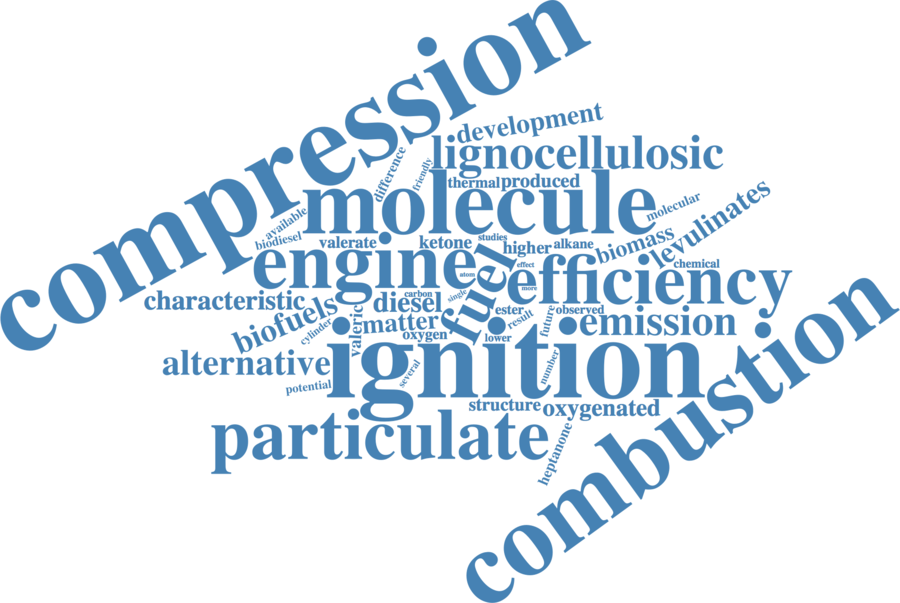 compression
development
lignocellulosic
difference
friendly
thermal
produced
molecule
molecular
available
biodiesel
valerate
ketone
studies
higher
alkane
biomass
levulinates
engine
fuel
effect
chemical
atom
efficiency
more
characteristic
carbon
single
diesel
biofuels
cylinder
valeric
matter
oxygen
ester
result
future
observed
emission
lower
alternative
ignition
number
several
potential
structure
oxygenated
particulate
heptanone
combustion